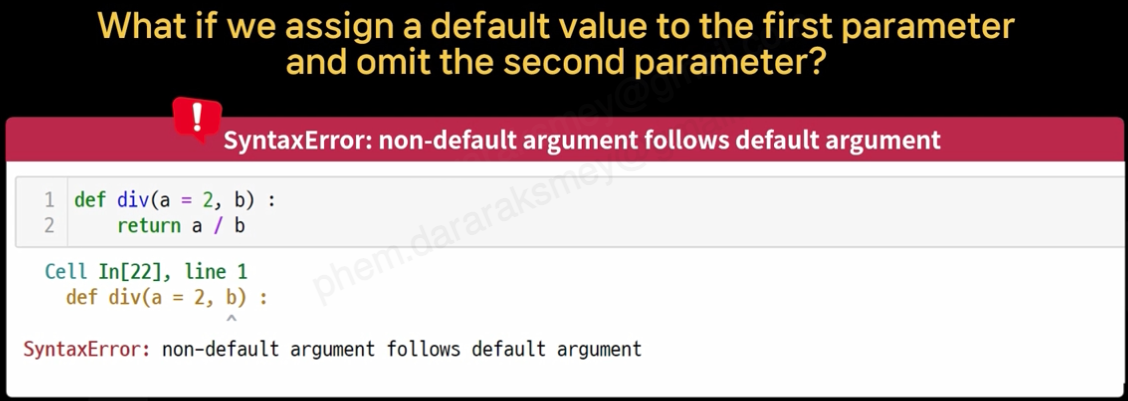 What if we assign a default value to the first parameter
and omit the second parameter?
!
SyntaxError: non-default argument follows default argument
1 def div(a = 2, b) :
2     return a / b
Cell In[22], line 1
  def div(a = 2, b) :
                 ^
SyntaxError: non-default argument follows default argument
phem.dararaksmey@g